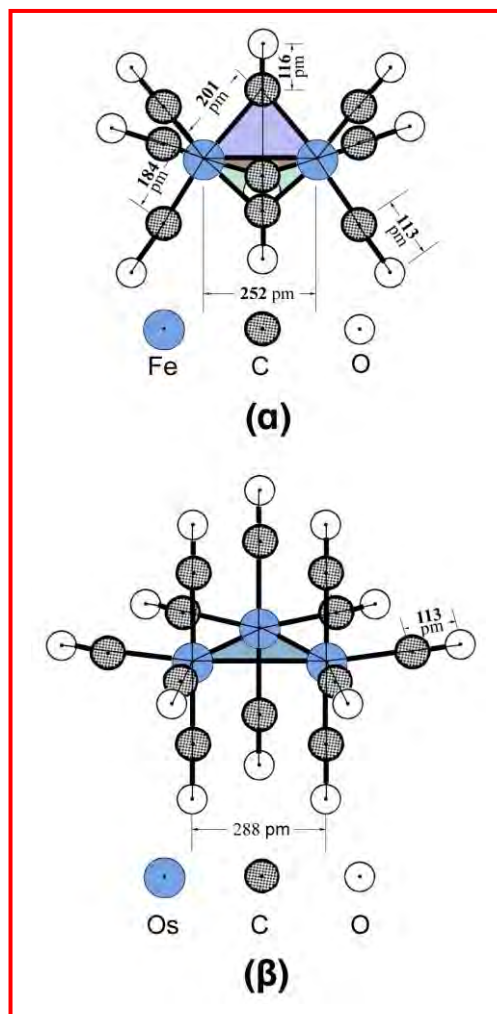 116
pm
201
pm
184
pm
113
pm
252 pm
Fe C O
(α)
113
pm
288 pm
Os C O
(β)